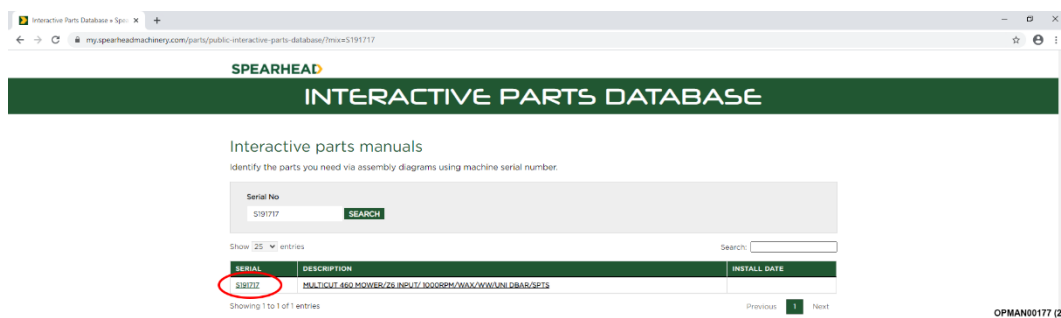 Interactive Parts Database « Spe
my.spearheadmachinery.com/parts/public-interactive-parts-database/?mix=S191717
SPEARHEAD
INTERACTIVE PARTS DATABASE
Interactive parts manuals
Identify the parts you need via assembly diagrams using machine serial number.
Serial No
S191717 SEARCH
Show 25 entries Search:
SERIAL DESCRIPTION INSTALL DATE
S191717 MULTICUT 460 MOWER/Z6 INPUT/ 1000RPM/WAX/WW/UNI DBAR/SPTS
Showing 1 to 1 of 1 entries Previous 1 Next
OPMAN00177 (2